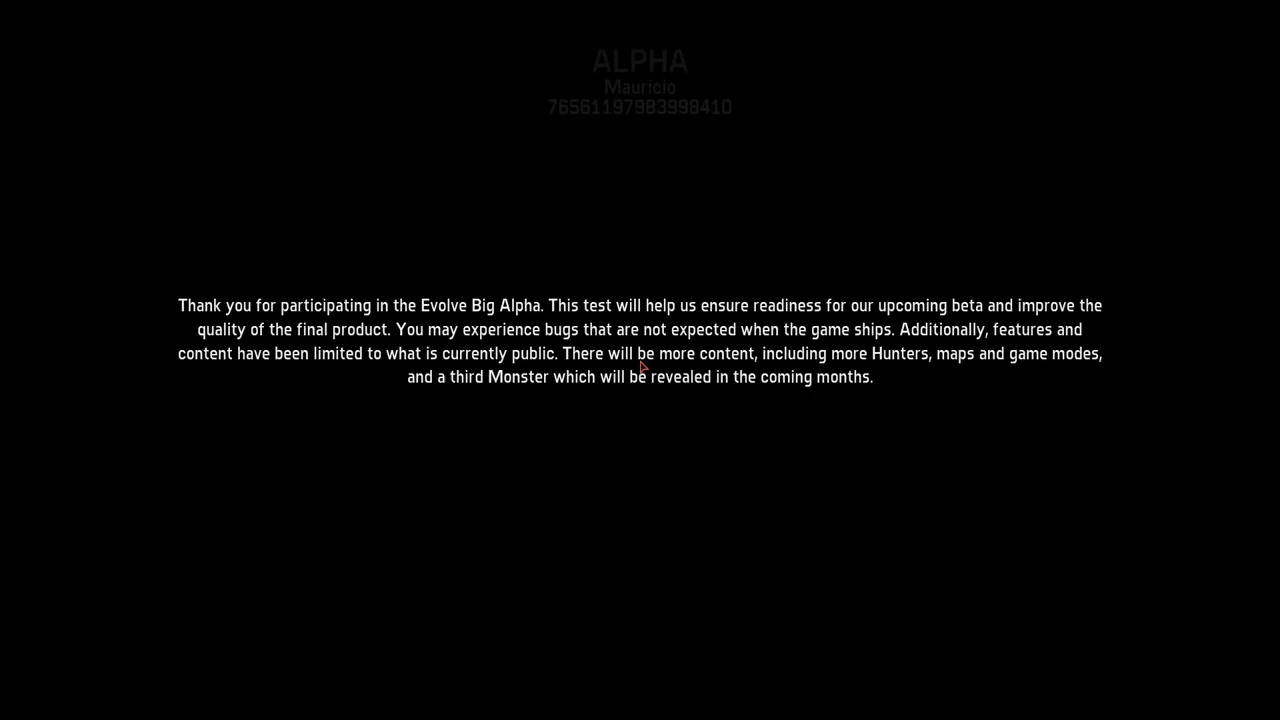 ALPHA
Mauricio
76561197983998410
Thank you for participating in the Evolve Big Alpha. This test will help us ensure readiness for our upcoming beta and improve the
quality of the final product. You may experience bugs that are not expected when the game ships. Additionally, features and
content have been limited to what is currently public. There will be more content, including more Hunters, maps and game modes,
and a third Monster which will be revealed in the coming months.